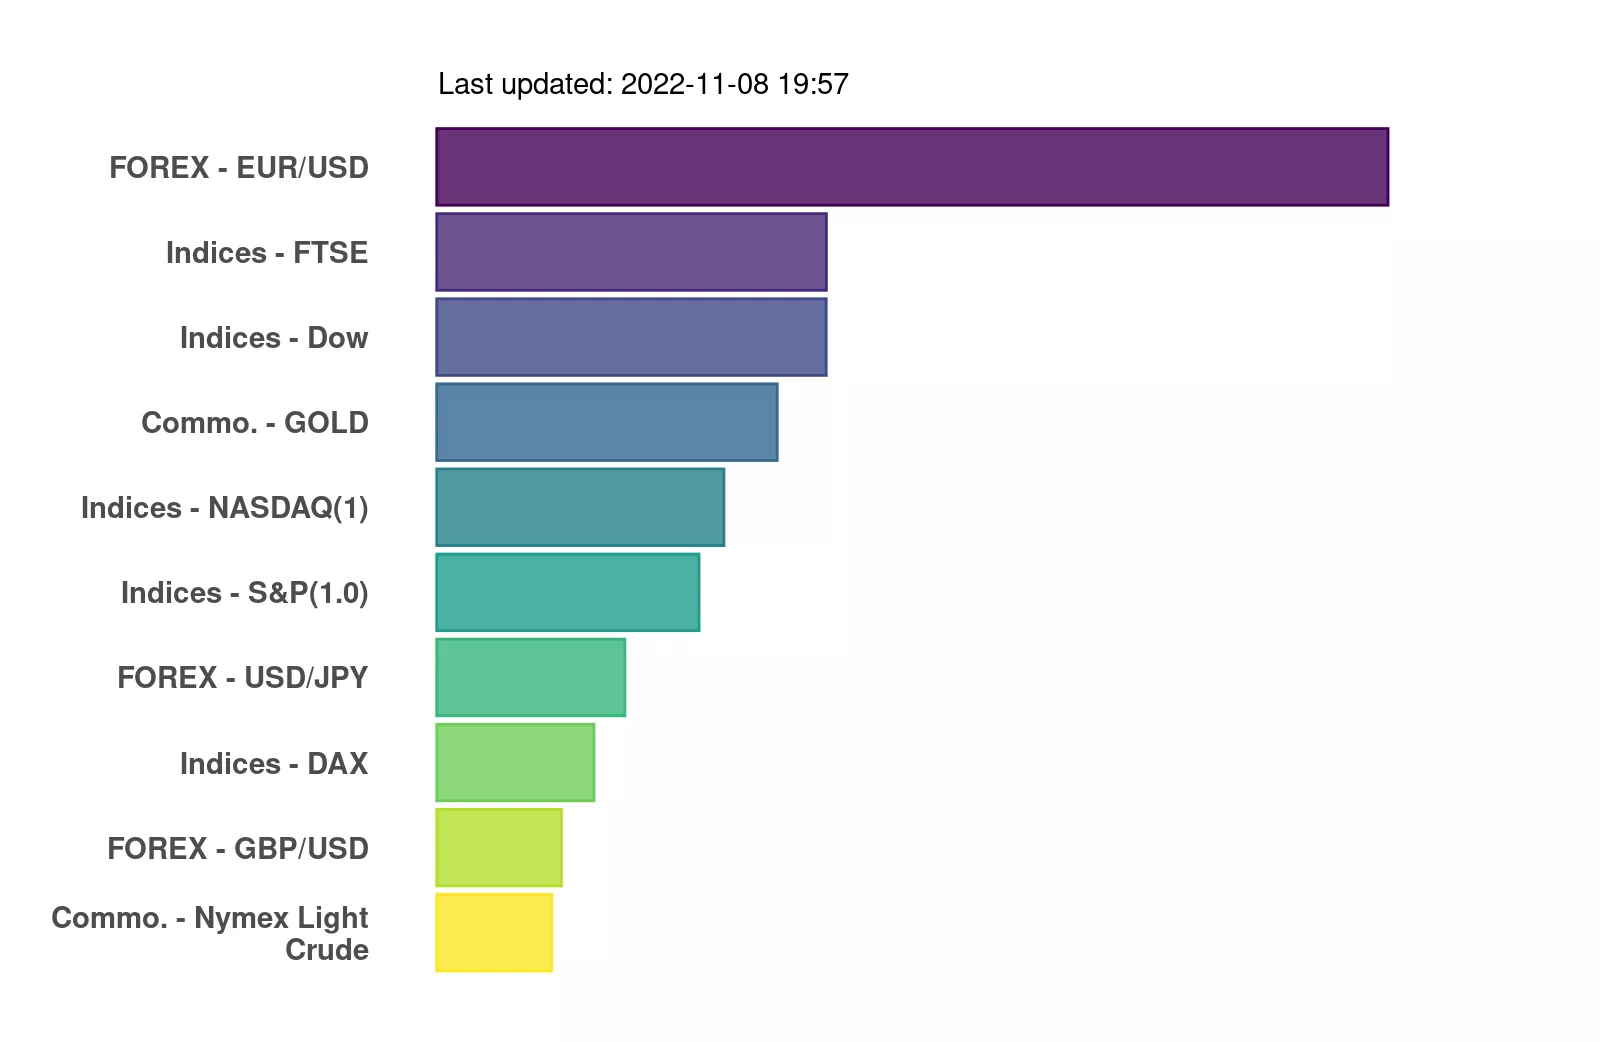 Last updated: 2022-11-08 19:57
FOREX - EUR/USD
Indices - FTSE
Indices - Dow
Commo. - GOLD
Indices - NASDAQ(1)
Indices - S&P(1.0)
FOREX - USD/JPY
Indices - DAX
FOREX - GBP/USD
Commo. - Nymex Light
Crude